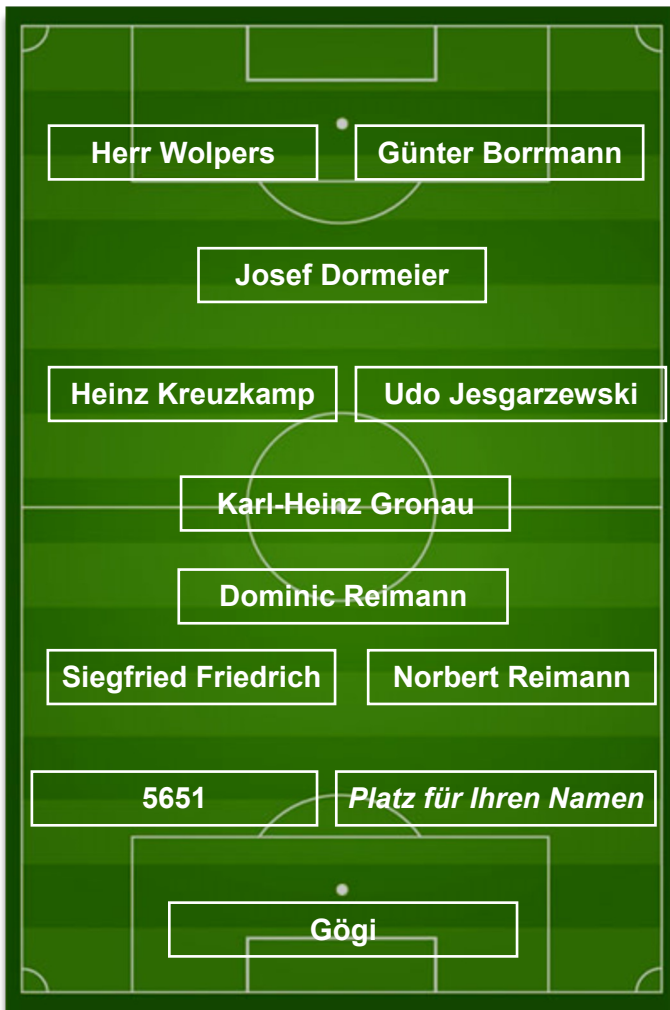 Herr Wolpers
Günter Borrmann
Josef Dormeier
Heinz Kreuzkamp
Udo Jesgarzewski
Karl-Heinz Gronau
Dominic Reimann
Siegfried Friedrich
Norbert Reimann
5651
Platz für Ihren Namen
Gögi